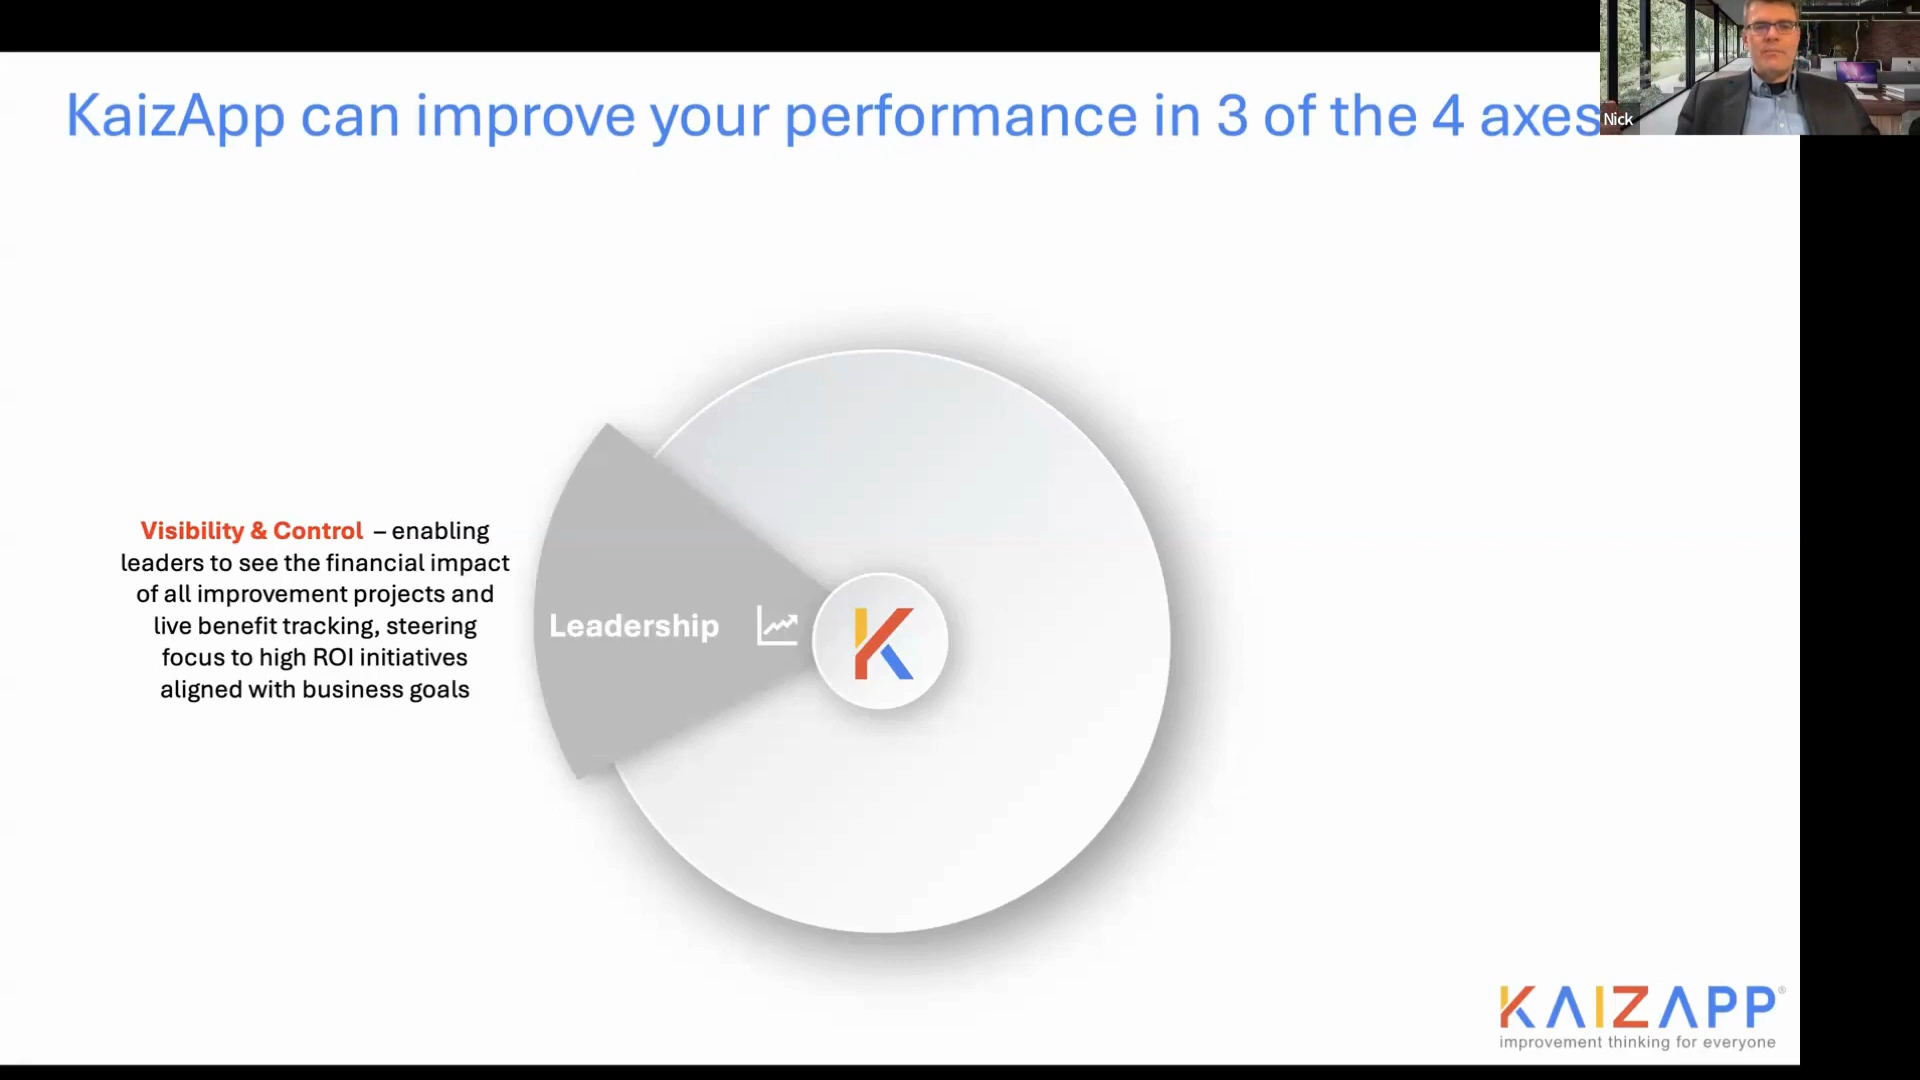 KaizApp can improve your performance in 3 of the 4 axes
Nick
Visibility & Control – enabling
leaders to see the financial impact
of all improvement projects and
live benefit tracking, steering
focus to high ROI initiatives
aligned with business goals
Leadership
K
KAIZAPP®
improvement thinking for everyone